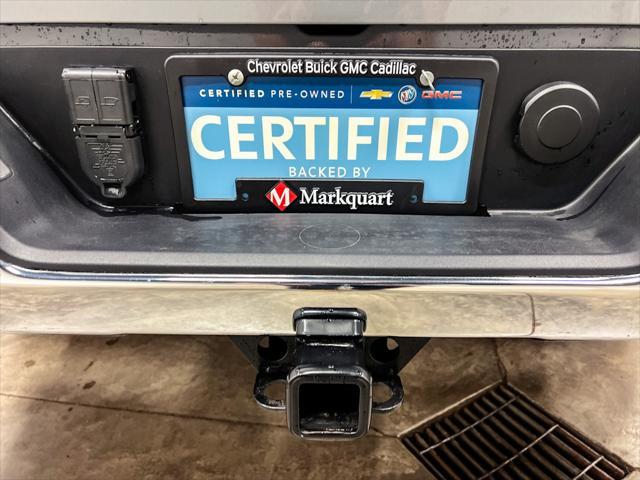 Chevrolet Buick GMC Cadillac
CERTIFIED PRE-OWNED | GMC
CERTIFIED
BACKED BY
M Markquart